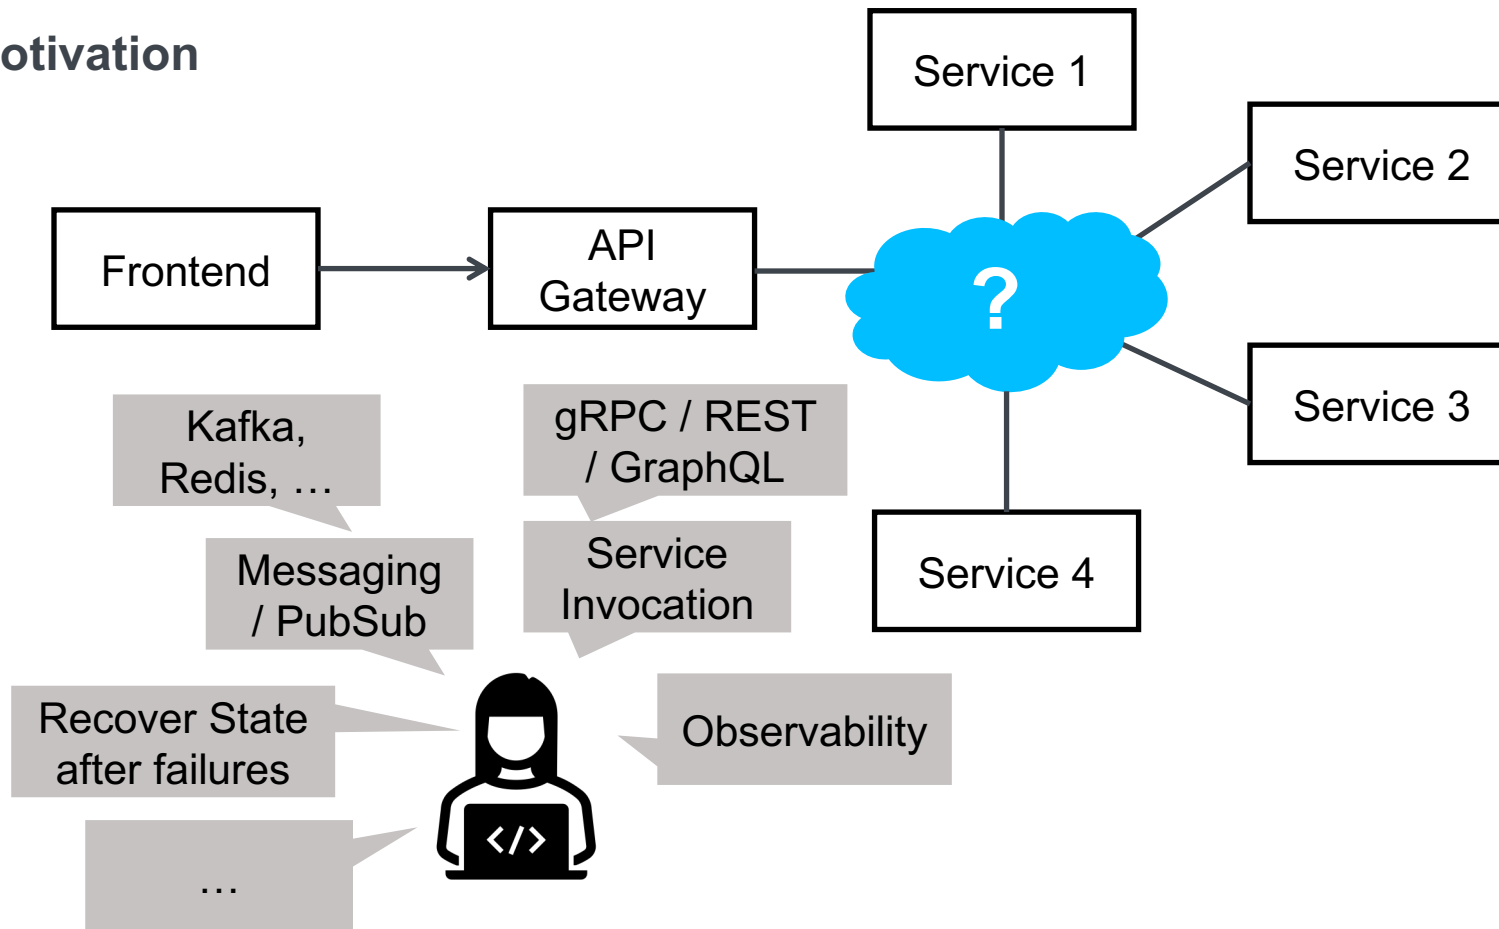 otivation
Service 1
Service 2
Frontend
API
Gateway
?
Service 3
Kafka,
Redis, …
gRPC / REST
/ GraphQL
Messaging
/ PubSub
Service
Invocation
Service 4
Recover State
after failures
Observability
</>
…